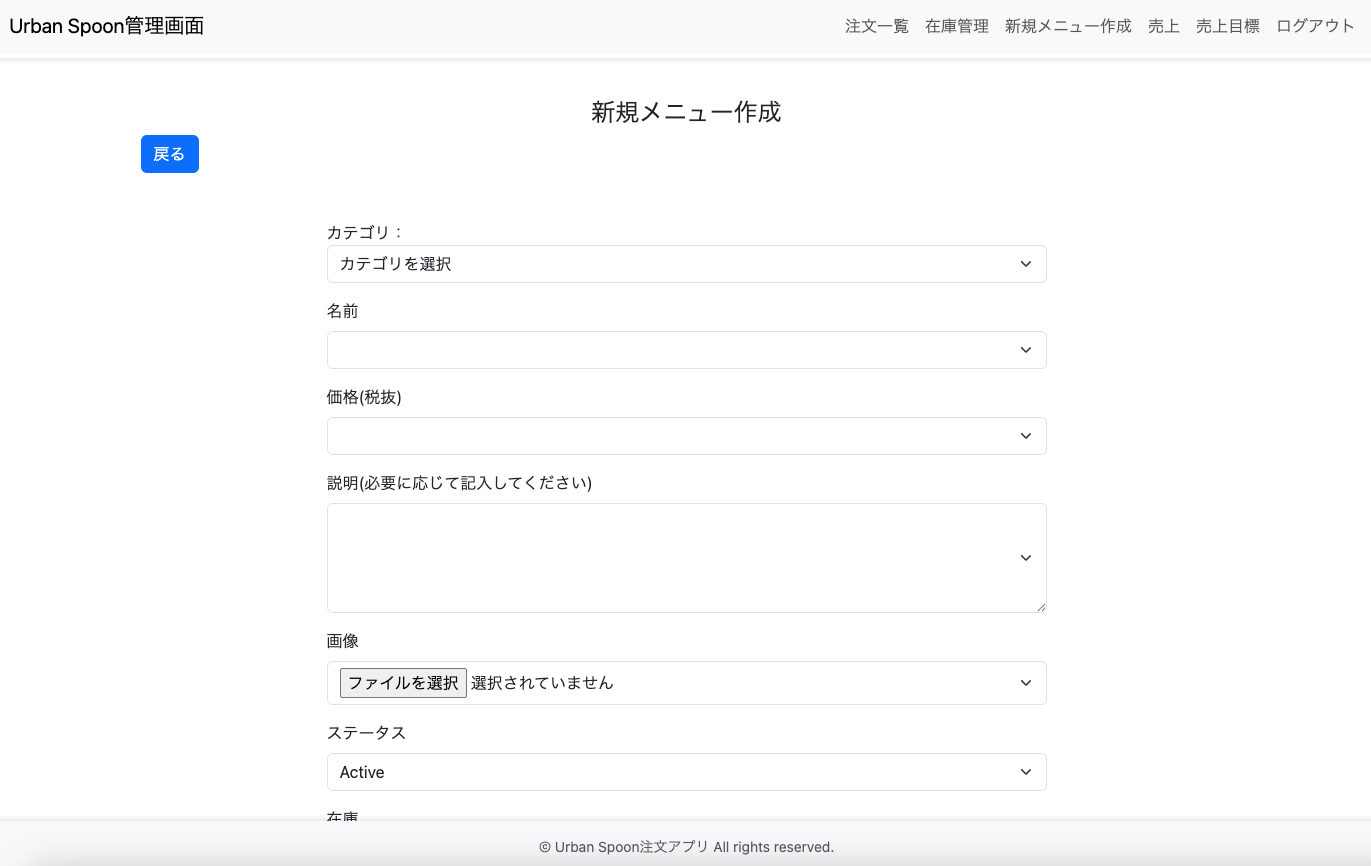 Urban Spoon管理画面
注文一覧 在庫管理 新規メニュー作成 売上 売上目標 ログアウト
新規メニュー作成
戻る
カテゴリ：
カテゴリを選択
名前
価格(税抜)
説明(必要に応じて記入してください)
画像
ファイルを選択 選択されていません
ステータス
Active
在庫
© Urban Spoon注文アプリ All rights reserved.